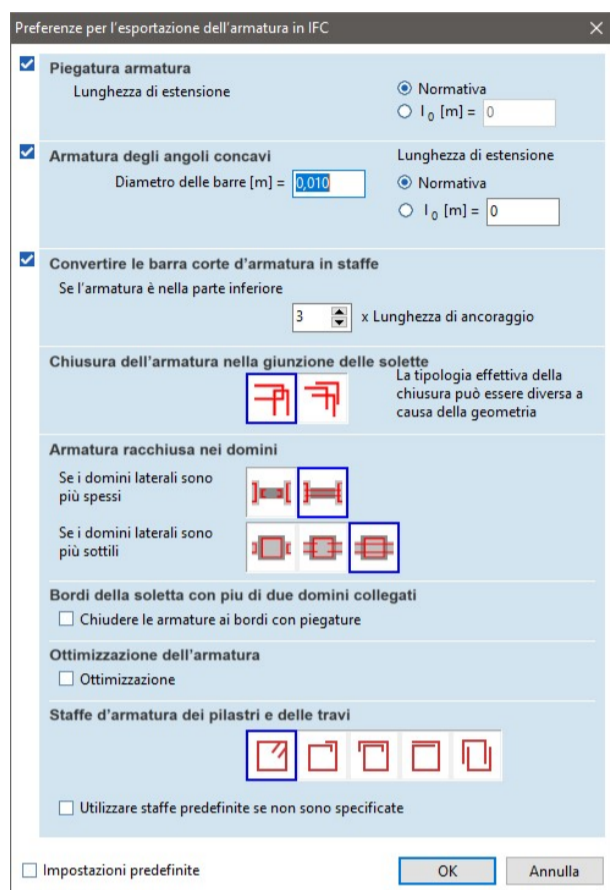 Preferenze per l'esportazione dell'armatura in IFC
Piegatura armatura
Lunghezza di estensione
Normativa
l 0 [m] = 0
Armatura degli angoli concavi
Lunghezza di estensione
Diametro delle barre [m] = 0,010
Normativa
l 0 [m] = 0
Convertire le barra corte d'armatura in staffe
Se l'armatura è nella parte inferiore
3 x Lunghezza di ancoraggio
Chiusura dell'armatura nella giunzione delle solette
La tipologia effettiva della
chiusura può essere diversa a
causa della geometria
Armatura racchiusa nei domini
Se i domini laterali sono
più spessi
Se i domini laterali sono
più sottili
Bordi della soletta con piu di due domini collegati
Chiudere le armature ai bordi con piegature
Ottimizzazione dell'armatura
Ottimizzazione
Staffe d'armatura dei pilastri e delle travi
Utilizzare staffe predefinite se non sono specificate
Impostazioni predefinite
OK
Annulla